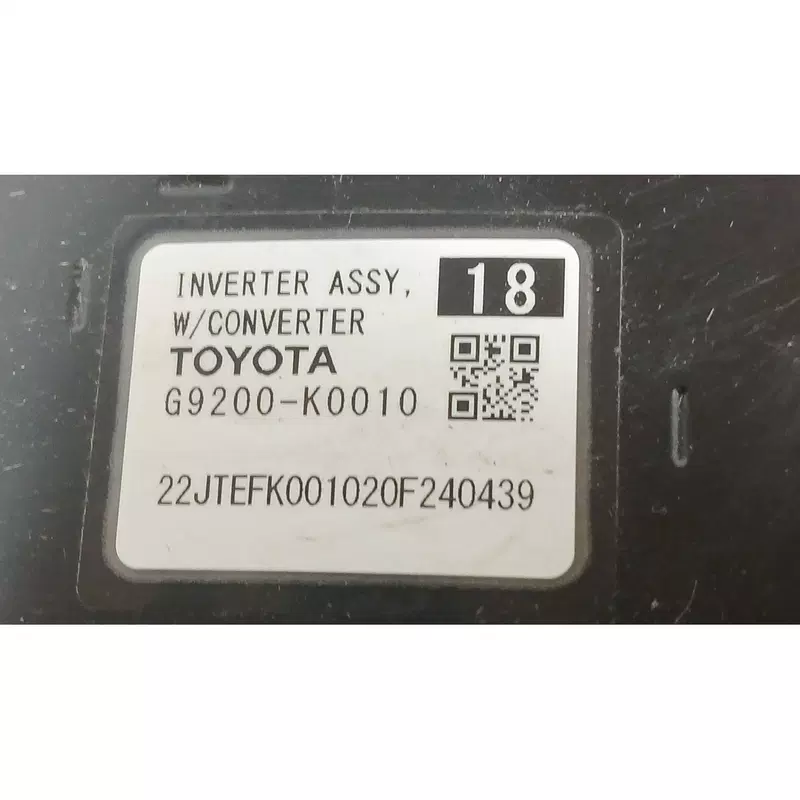 INVERTER ASSY, 18
W/CONVERTER
TOYOTA
G9200-K0010
22JTEFK001020F240439